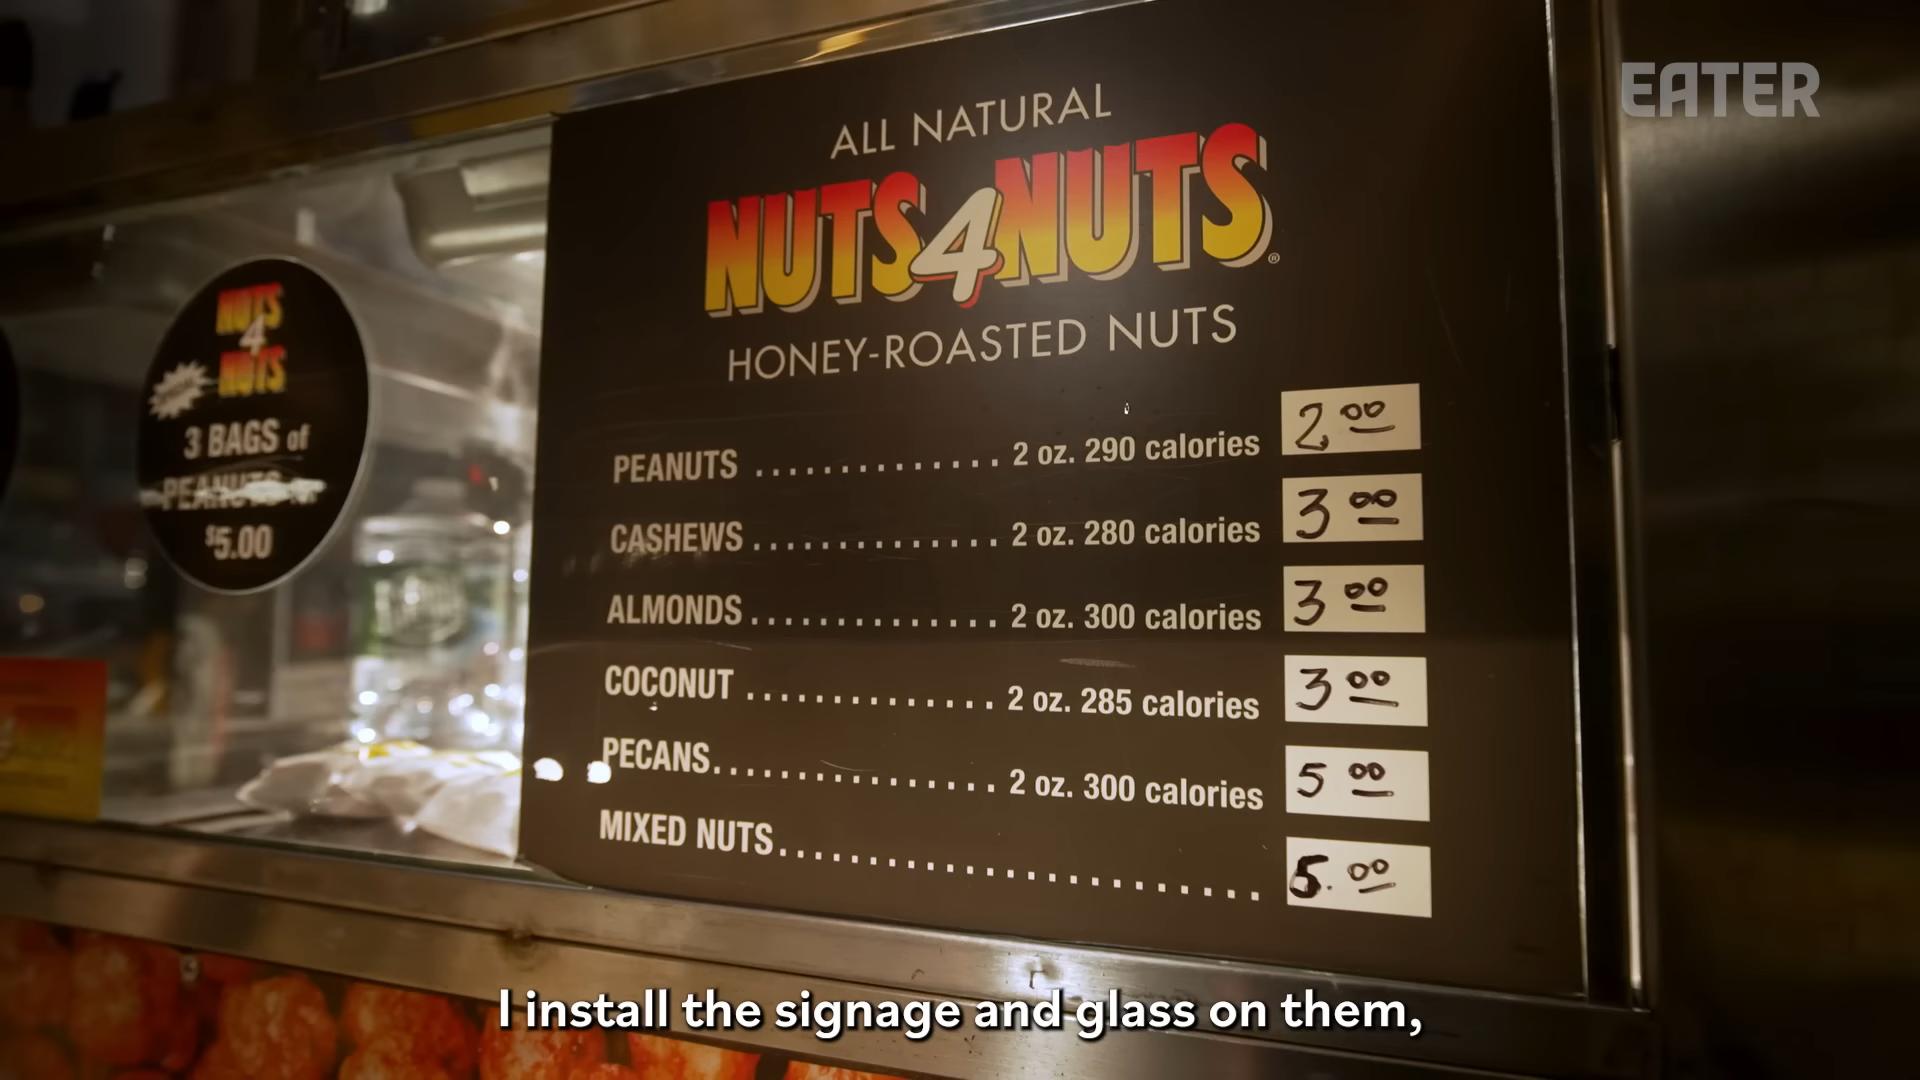 EATER
ALL NATURAL
NUTS4NUTS®
HONEY-ROASTED NUTS
PEANUTS .............. 2 oz. 290 calories 2 00
CASHEWS .............. 2 oz. 280 calories 3 00
ALMONDS .............. 2 oz. 300 calories 3 00
COCONUT .............. 2 oz. 285 calories 3 00
PECANS................ 2 oz. 300 calories 5 00
MIXED NUTS............................ 5.00
NUTS
4
NUTS
3 BAGS of
PEANUTS
$5.00
I install the signage and glass on them,